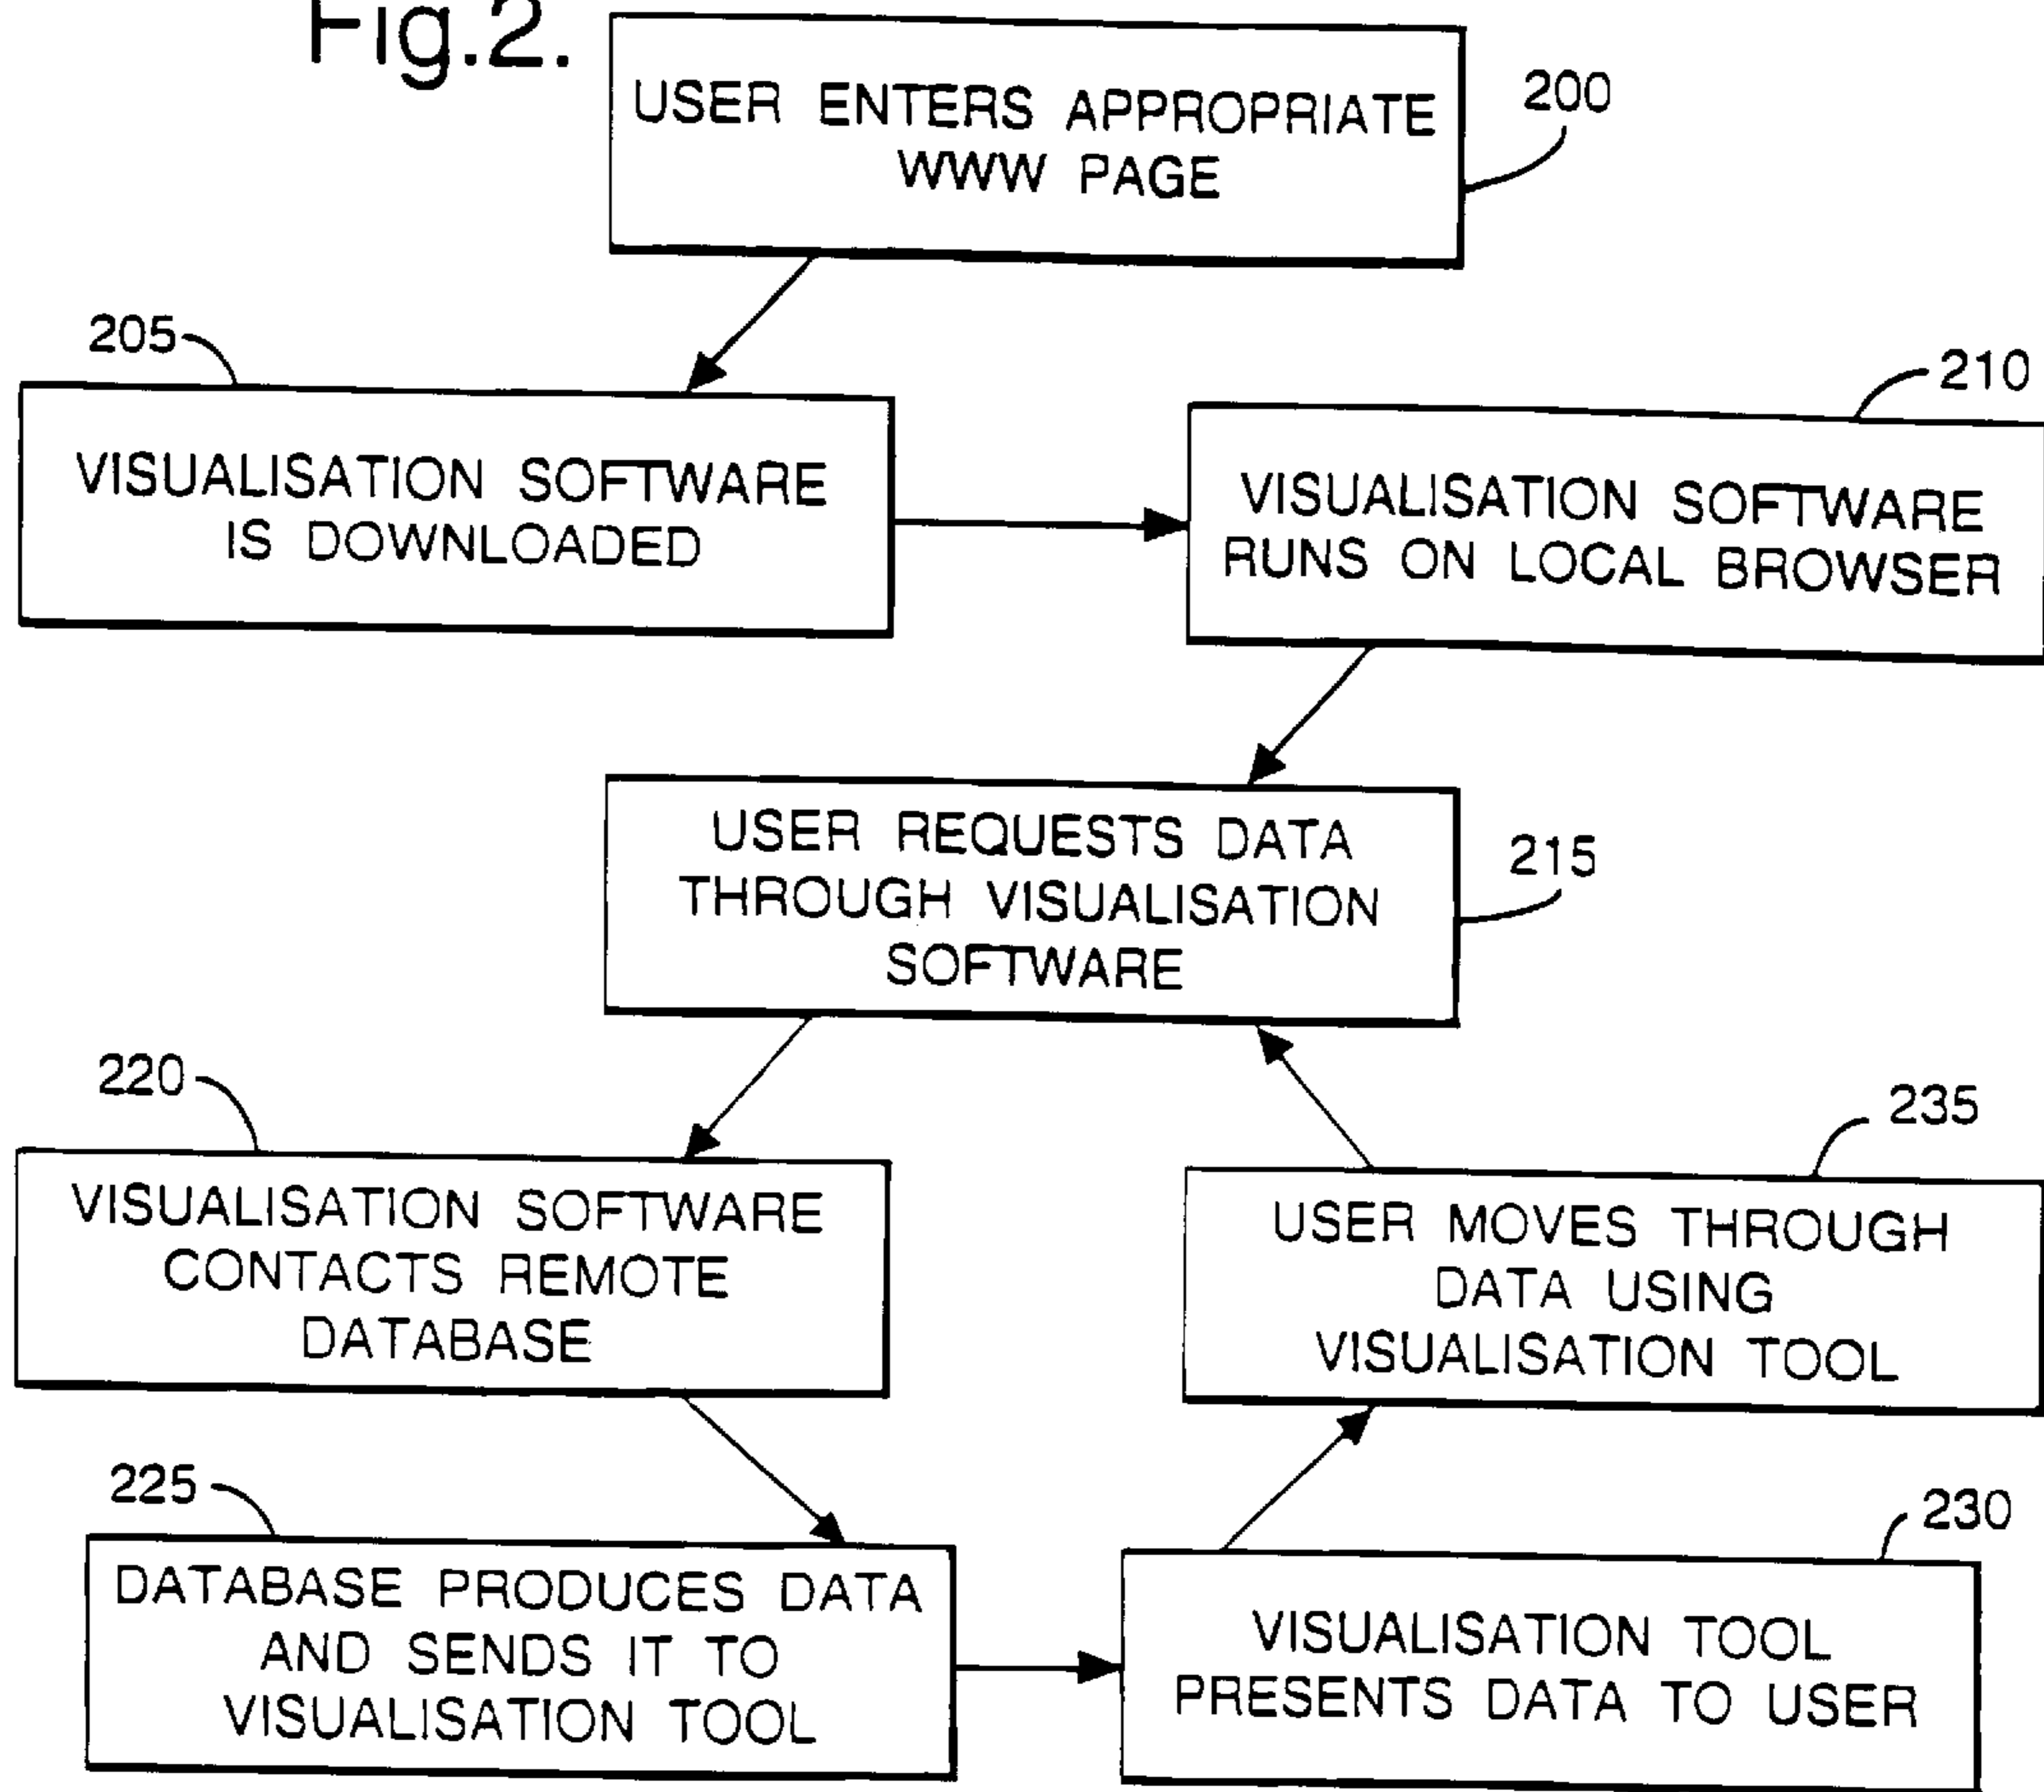 Fig.2.
USER ENTERS APPROPRIATE
WWW PAGE
200
205
VISUALISATION SOFTWARE
IS DOWNLOADED
210
VISUALISATION SOFTWARE
RUNS ON LOCAL BROWSER
USER REQUESTS DATA
THROUGH VISUALISATION
SOFTWARE
215
220
VISUALISATION SOFTWARE
CONTACTS REMOTE
DATABASE
235
USER MOVES THROUGH
DATA USING
VISUALISATION TOOL
225
DATABASE PRODUCES DATA
AND SENDS IT TO
VISUALISATION TOOL
230
VISUALISATION TOOL
PRESENTS DATA TO USER